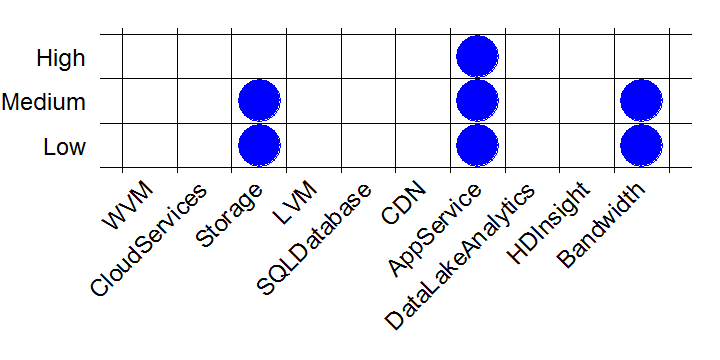 High
Medium
Low
WVM
CloudServices
Storage
LVM
SQLDatabase
CDN
AppService
DataLakeAnalytics
HDInsight
Bandwidth